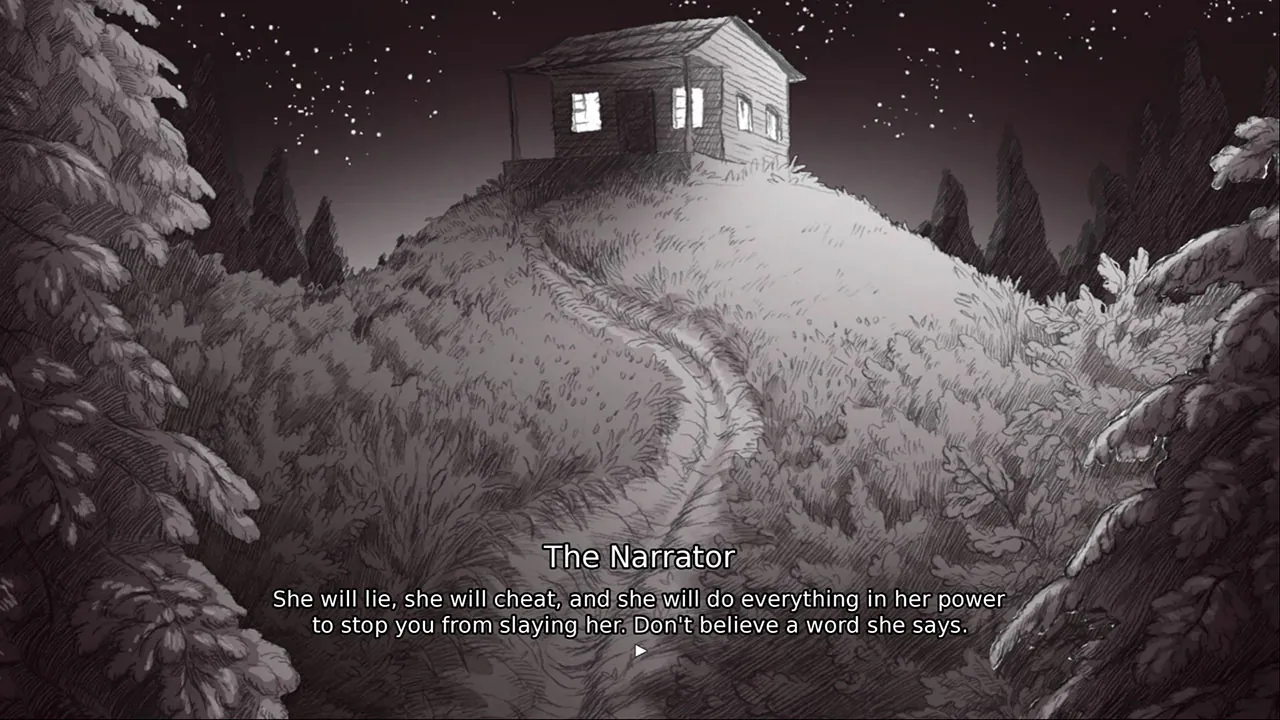 The Narrator
She will lie, she will cheat, and she will do everything in her power
to stop you from slaying her. Don't believe a word she says.